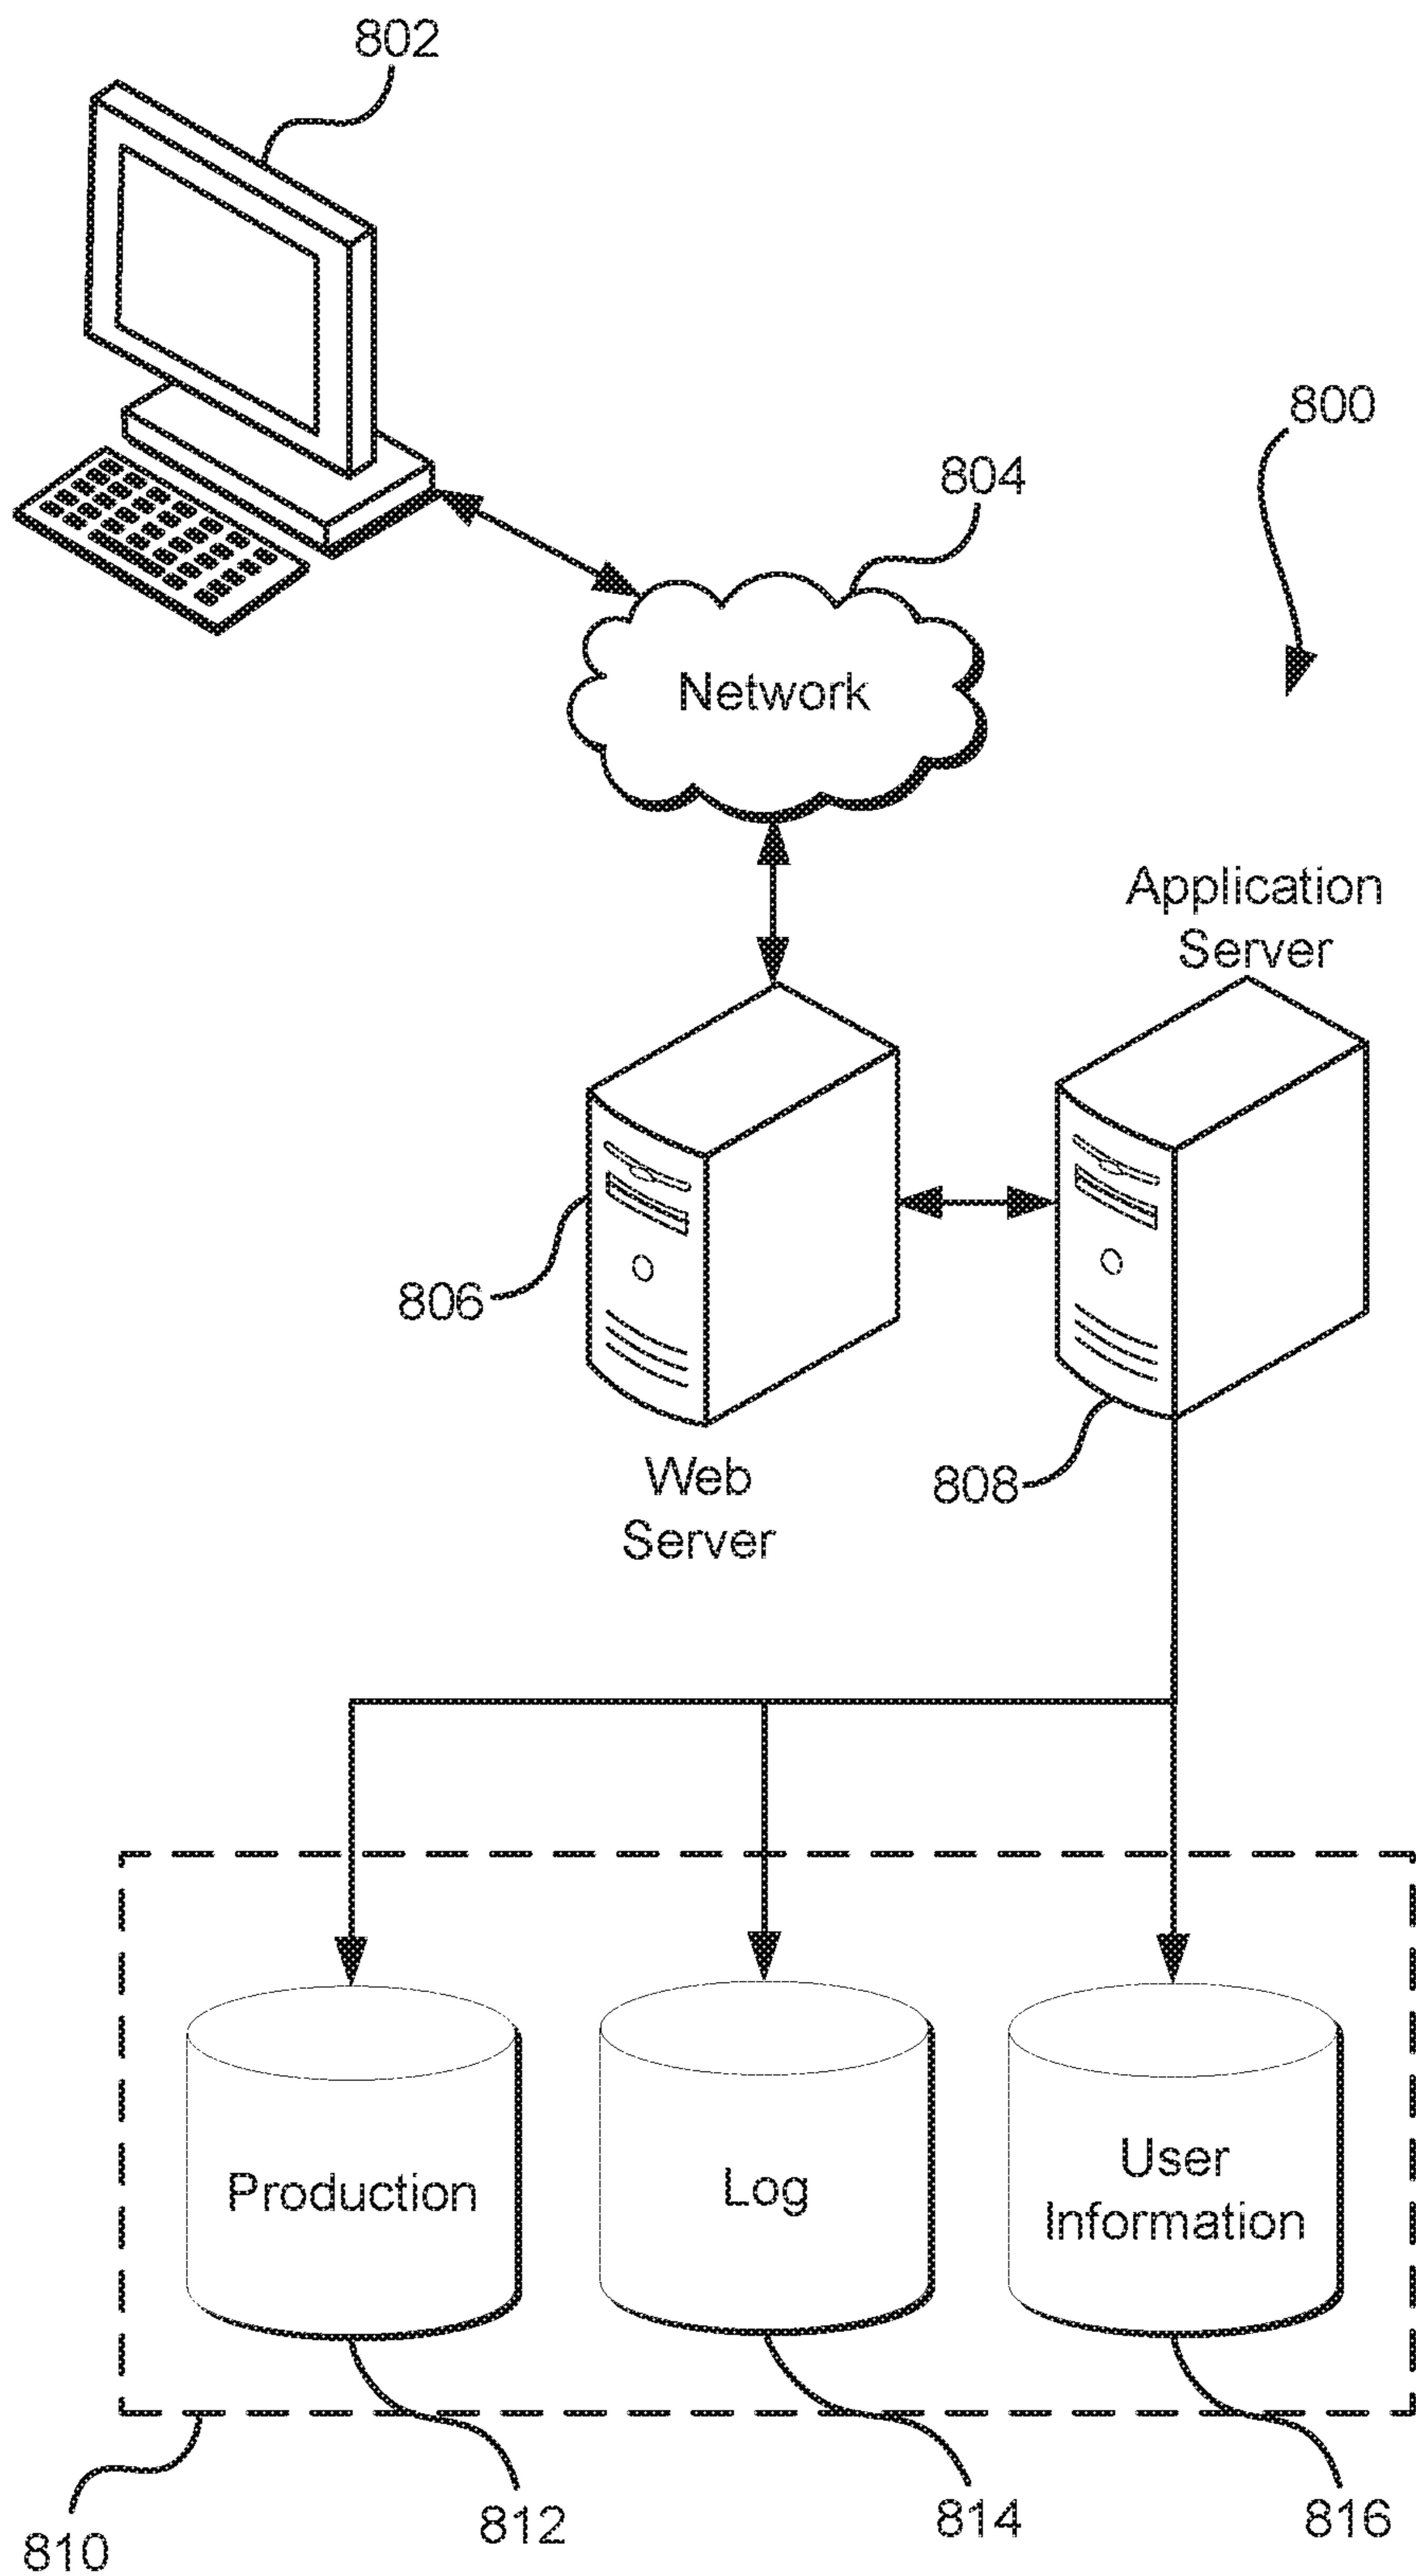 802
800
804
Network
Application
Server
806
808
Web
Server
Production
Log
User
Information
810
812
814
816